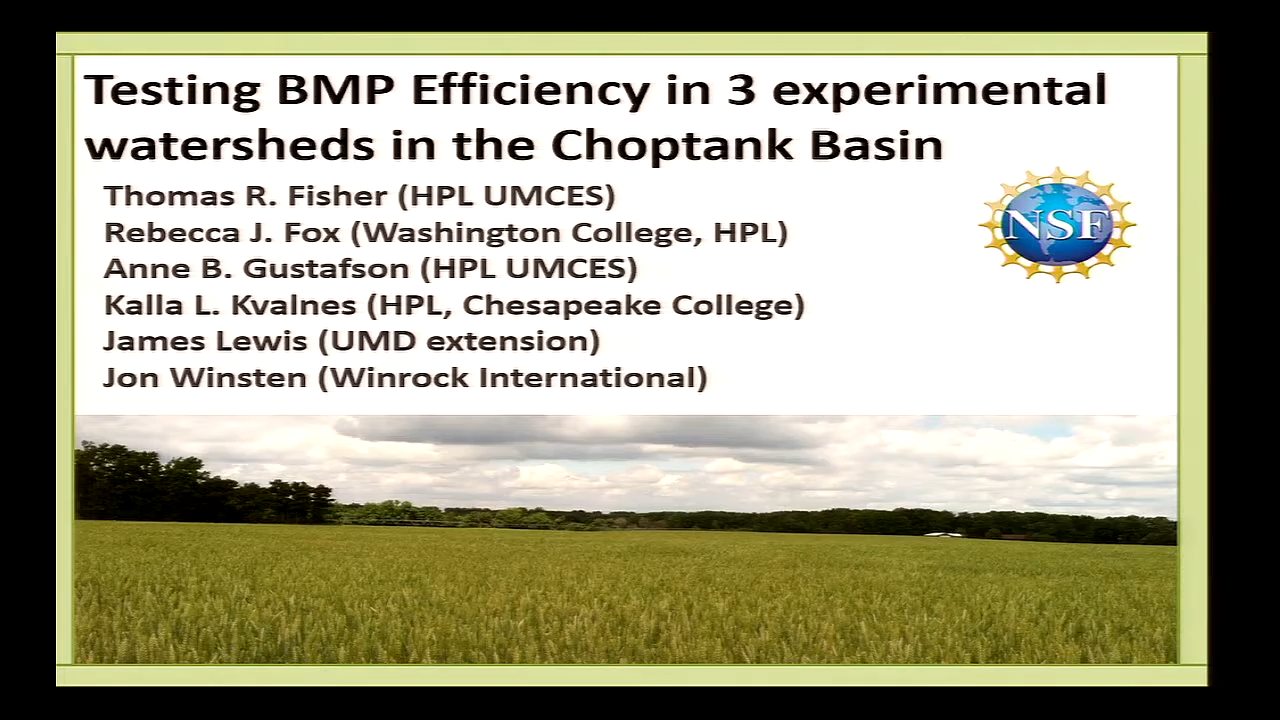 Testing BMP Efficiency in 3 experimental
watersheds in the Choptank Basin
Thomas R. Fisher (HPL UMCES)
Rebecca J. Fox (Washington College, HPL)
Anne B. Gustafson (HPL UMCES)
Kalla L. Kvalnes (HPL, Chesapeake College)
James Lewis (UMD extension)
Jon Winsten (Winrock International)
NSF